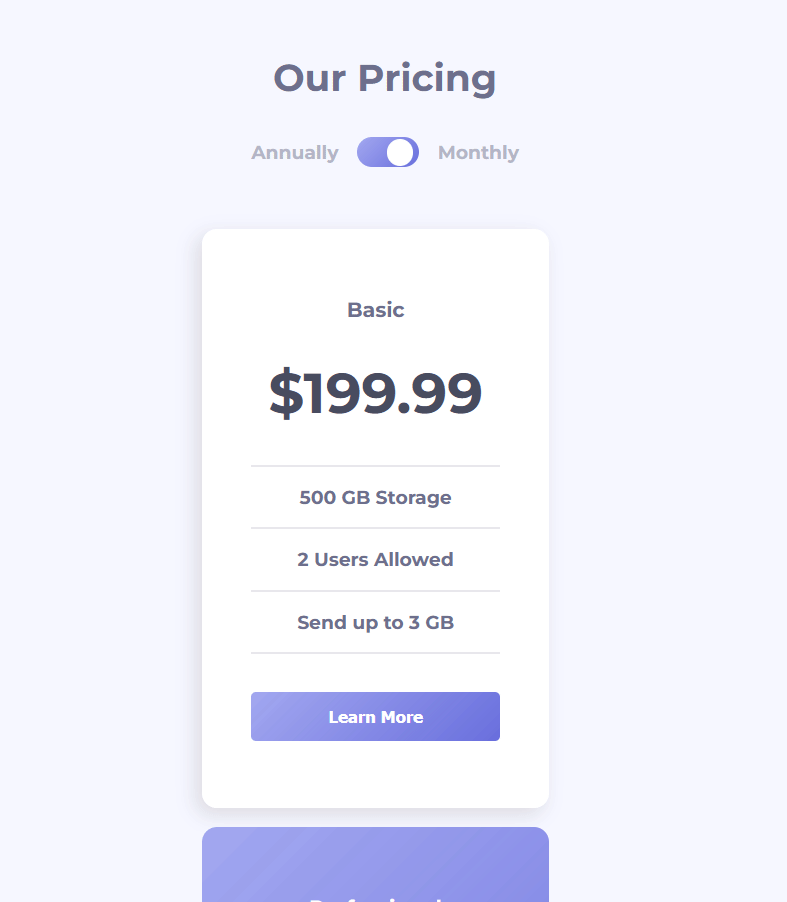 Our Pricing
Annually Monthly
Basic
$199.99
500 GB Storage
2 Users Allowed
Send up to 3 GB
Learn More